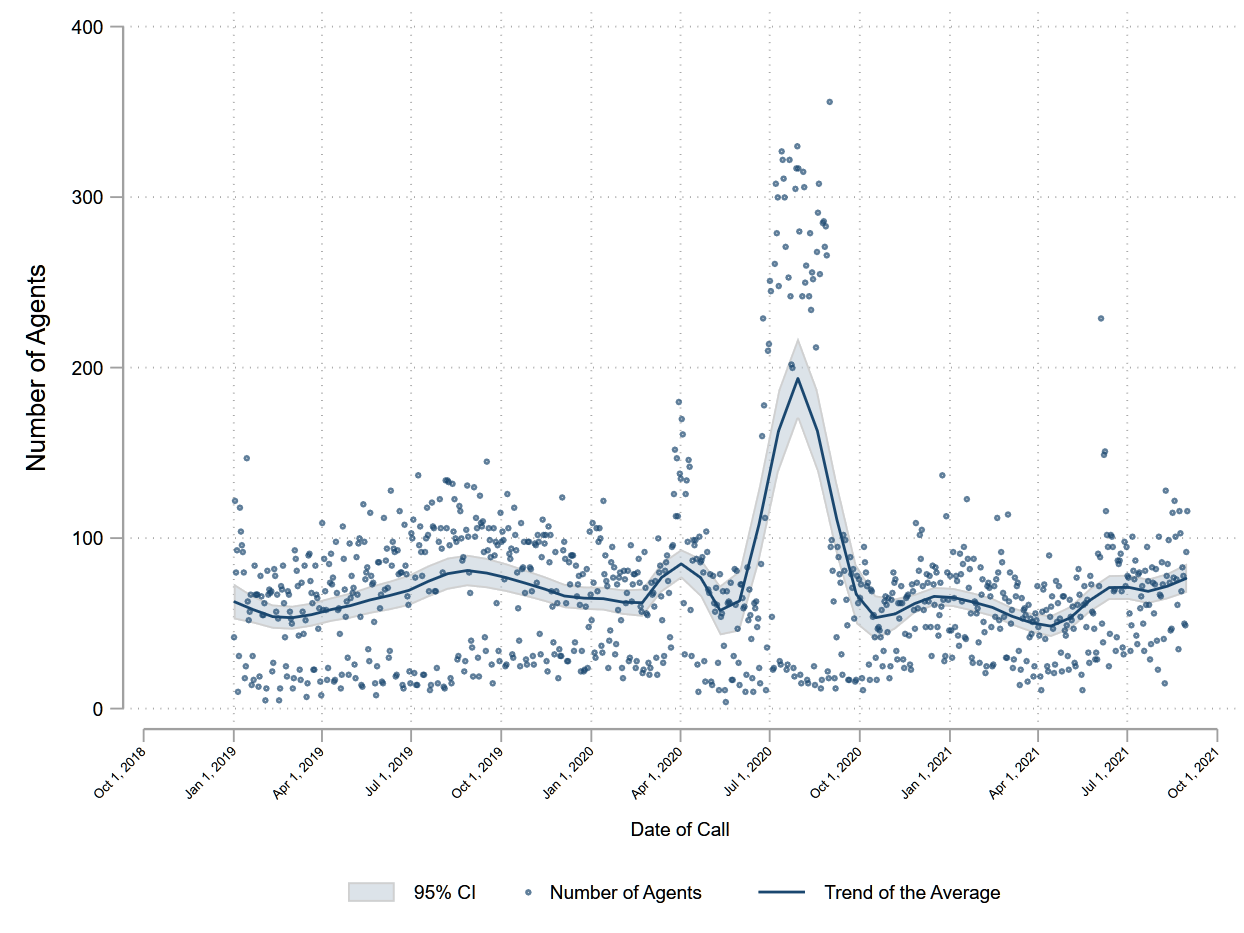 400
300
200
100
0
Number of Agents
Oct 1, 2018
Jan 1, 2019
Apr 1, 2019
Jul 1, 2019
Oct 1, 2019
Jan 1, 2020
Apr 1, 2020
Jul 1, 2020
Oct 1, 2020
Jan 1, 2021
Apr 1, 2021
Jul 1, 2021
Oct 1, 2021
Date of Call
95% CI Number of Agents Trend of the Average